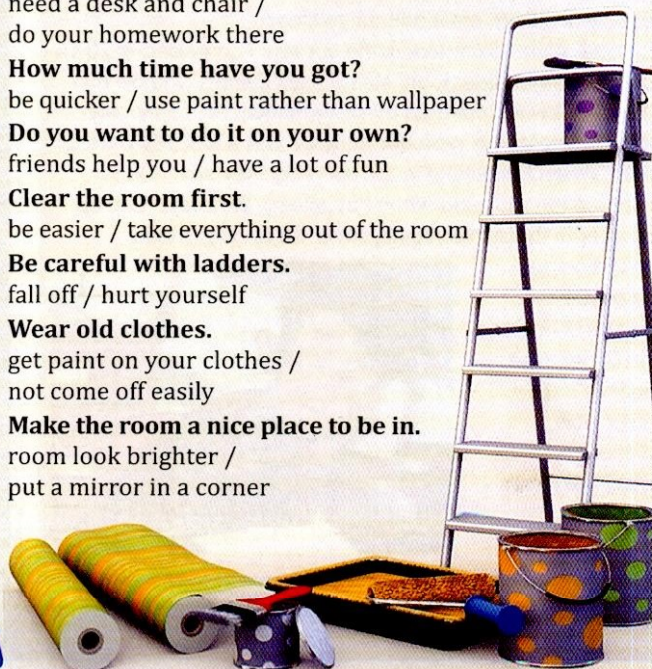 need a desk and chair /
do your homework there
How much time have you got?
be quicker / use paint rather than wallpaper
Do you want to do it on your own?
friends help you / have a lot of fun
Clear the room first.
be easier / take everything out of the room
Be careful with ladders.
fall off / hurt yourself
Wear old clothes.
get paint on your clothes /
not come off easily
Make the room a nice place to be in.
room look brighter /
put a mirror in a corner